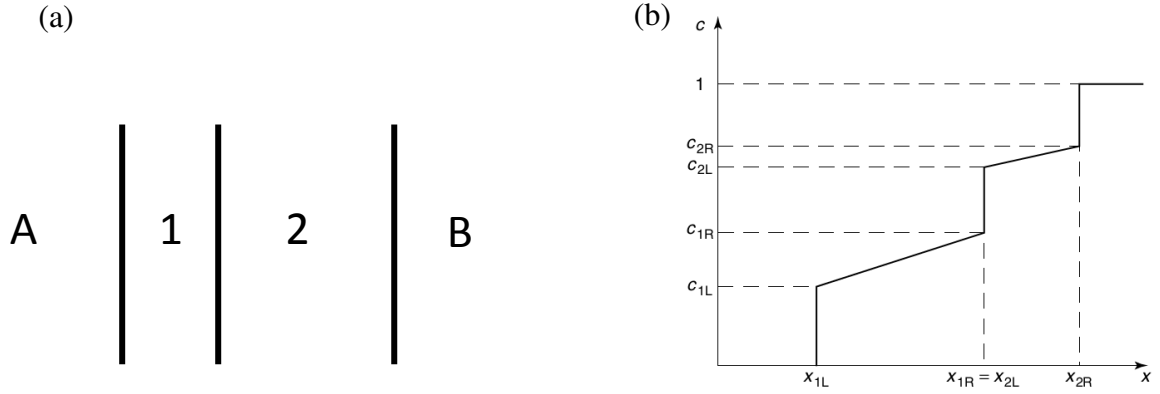 (a)
A 1 2 B
(b)
c
1
c2R
c2L
c1R
c1L
x1L x1R = x2L x2R x